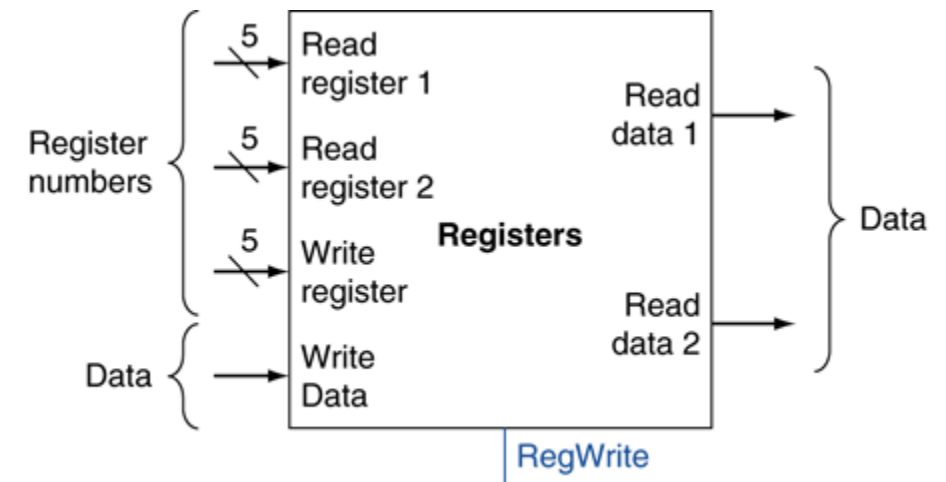 Register
numbers
Data
5
Read
register 1
5
Read
register 2
5
Write
register
Write
Data
Registers
Read
data 1
Read
data 2
Data
RegWrite